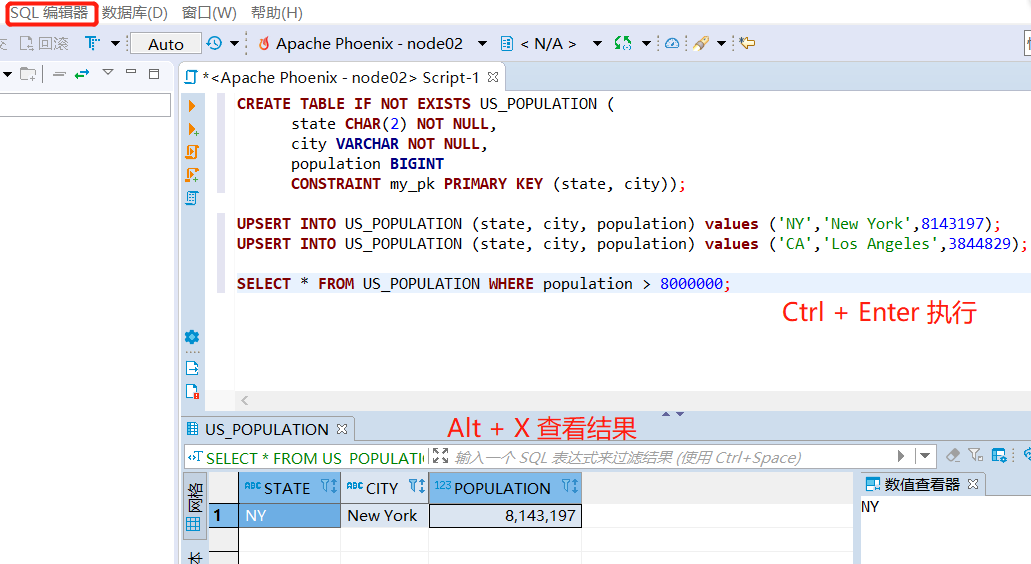 SQL 编辑器 数据库(D) 窗口(W) 帮助(H)
回滚 Auto Apache Phoenix - node02 < N/A >
*<Apache Phoenix - node02> Script-1
CREATE TABLE IF NOT EXISTS US_POPULATION (
state CHAR(2) NOT NULL,
city VARCHAR NOT NULL,
population BIGINT
CONSTRAINT my_pk PRIMARY KEY (state, city));
UPSERT INTO US_POPULATION (state, city, population) values ('NY','New York',8143197);
UPSERT INTO US_POPULATION (state, city, population) values ('CA','Los Angeles',3844829);
SELECT * FROM US_POPULATION WHERE population > 8000000;
Ctrl + Enter 执行
US_POPULATION
Alt + X 查看结果
SELECT * FROM US_POPULATI 输入一个 SQL 表达式来过滤结果 (使用 Ctrl+Space)
网格
ABC STATE ABC CITY 123 POPULATION
数值查看器
1 NY New York 8,143,197
NY